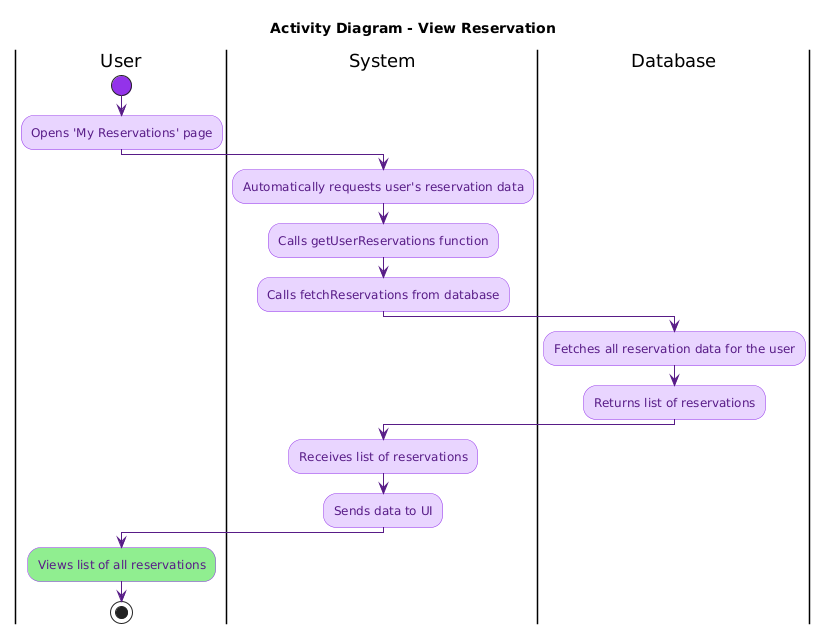 Activity Diagram - View Reservation
User
System
Database
Opens 'My Reservations' page
Automatically requests user's reservation data
Calls getUserReservations function
Calls fetchReservations from database
Fetches all reservation data for the user
Returns list of reservations
Receives list of reservations
Sends data to UI
Views list of all reservations